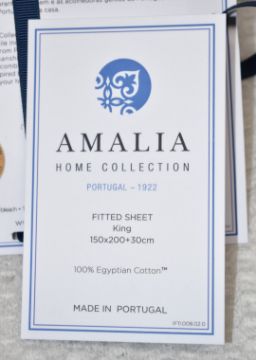 AMALIA
HOME COLLECTION
PORTUGAL – 1922
FITTED SHEET
King
150x200+30cm
100% Egyptian Cotton™
MADE IN PORTUGAL